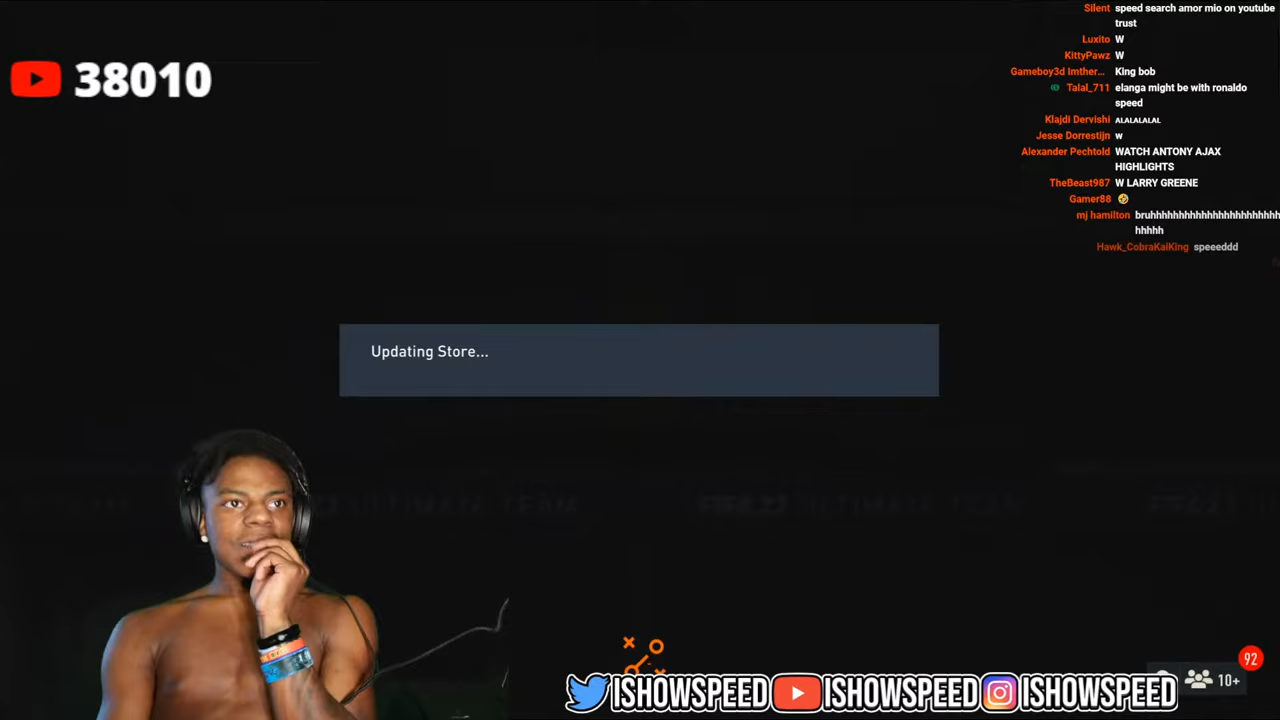 38010
Silent speed search amor mio on youtube
trust
Luxito W
KittyPawz W
Gameboy3d Imther... King bob
Talal_711 elanga might be with ronaldo
speed
Klajdi Dervishi ALALALALAL
Jesse Dorrestijn w
Alexander Pechtold WATCH ANTONY AJAX
HIGHLIGHTS
TheBeast987 W LARRY GREENE
Gamer88 🤣
mj hamilton bruhhhhhhhhhhhhhhhhhhhhhhh
hhhhh
Hawk_CobraKaiKing speeeddd
Updating Store...
92
10+
ISHOWSPEED ISHOWSPEED ISHOWSPEED